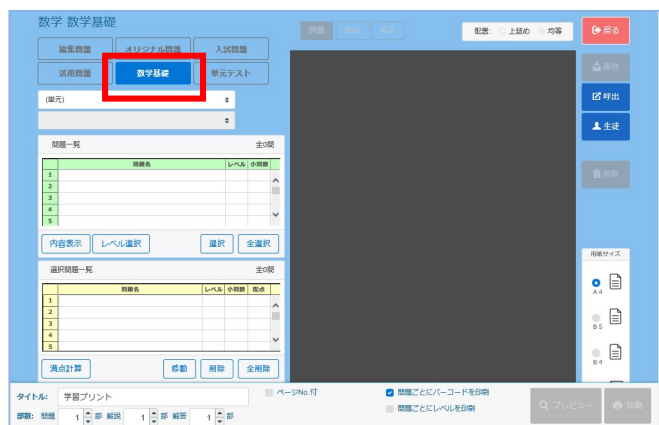 数学 数学基礎
編集問題 オリジナル問題 入試問題
活用問題 数学基礎 単元テスト
(単元)
問題一覧 全0問
問題名 レベル 小問数
1
2
3
4
5
内容表示 レベル選択 選択 全選択
選択問題一覧 全0問
問題名 レベル 小問数 配点
1
2
3
4
5
満点計算 移動 削除 全削除
問題 解説 解答
配置: 上詰め 均等
戻る
保存
呼出
生徒
削除
用紙サイズ
A4
B5
B4
タイトル: 学習プリント
ページNo.付
問題ごとにバーコードを印刷
問題ごとにレベルを印刷
部数: 問題 1 部 解説 1 部 解答 1 部
プレビュー
印刷